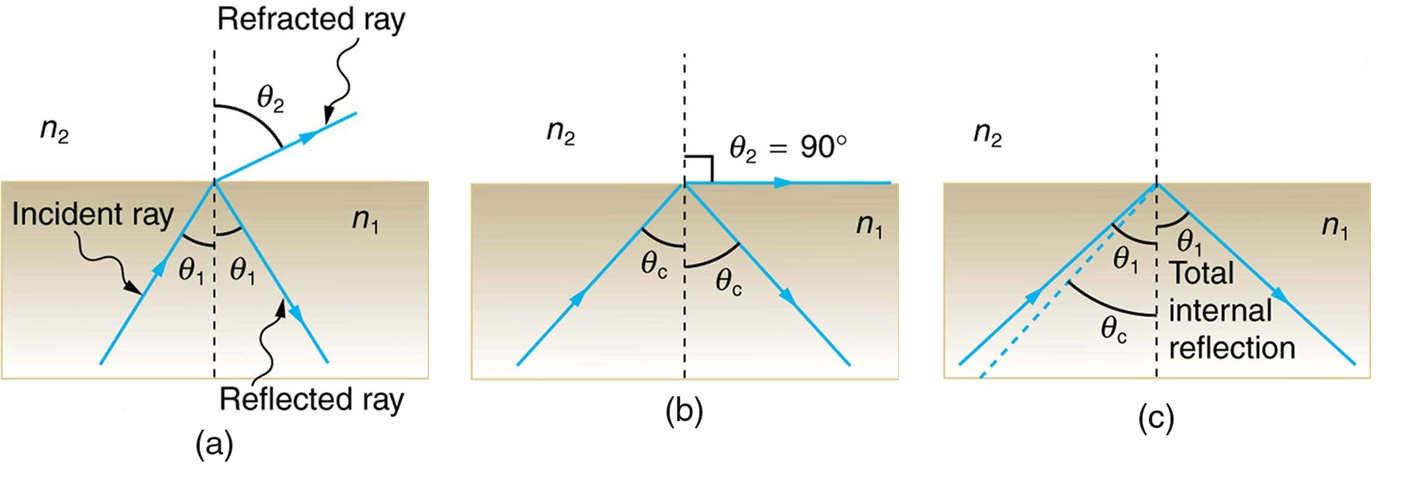 Refracted ray
θ2
n2
Incident ray
n1
θ1 θ1
Reflected ray
(a)
n2
θ2 = 90°
n1
θc
θc
(b)
n2
n1
θ1
θ1
Total
internal
reflection
θc
(c)